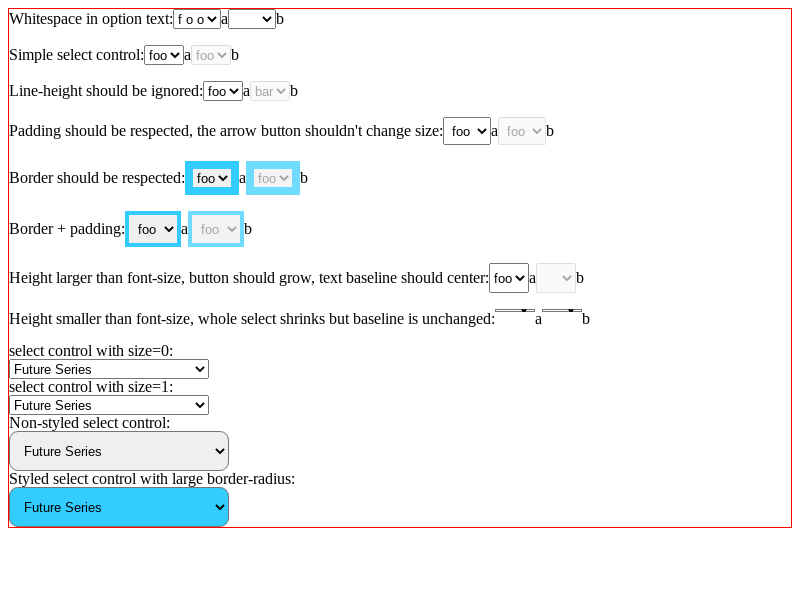 Whitespace in option text: f o o a b
Simple select control: foo a foo b
Line-height should be ignored: foo a bar b
Padding should be respected, the arrow button shouldn't change size: foo a foo b
Border should be respected: foo a foo b
Border + padding: foo a foo b
Height larger than font-size, button should grow, text baseline should center: foo a b
Height smaller than font-size, whole select shrinks but baseline is unchanged: a b
select control with size=0:
Future Series
select control with size=1:
Future Series
Non-styled select control:
Future Series
Styled select control with large border-radius:
Future Series